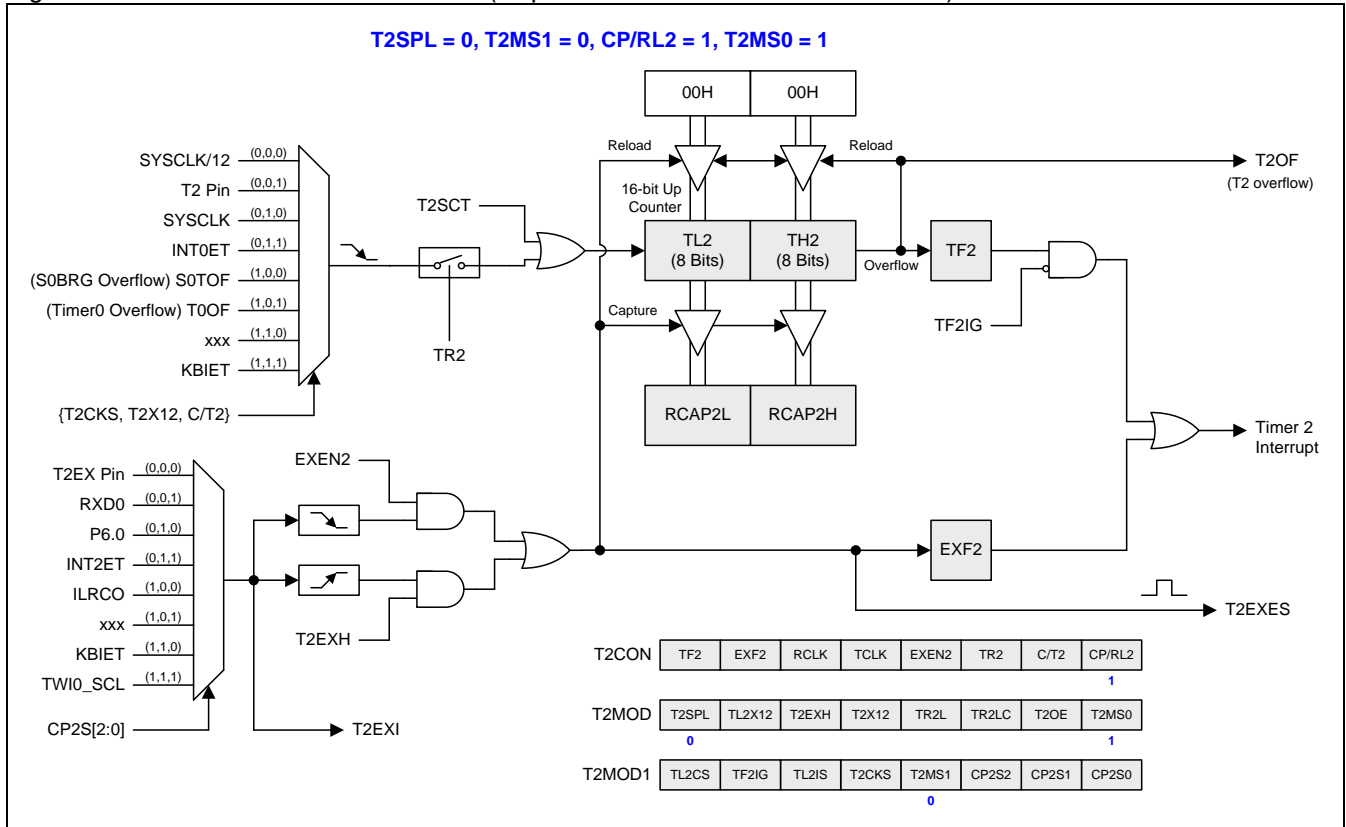 T2SPL = 0, T2MS1 = 0, CP/RL2 = 1, T2MS0 = 1
00H 00H
Reload Reload
SYSCLK/12 (0,0,0)
T2 Pin (0,0,1)
SYSCLK (0,1,0)
INT0ET (0,1,1)
(S0BRG Overflow) S0TOF (1,0,0)
(Timer0 Overflow) T0OF (1,0,1)
xxx (1,1,0)
KBIET (1,1,1)
{T2CKS, T2X12, C/T2}
T2SCT
TR2
16-bit Up
Counter
TL2
(8 Bits)
TH2
(8 Bits)
Overflow
TF2
T2OF
(T2 overflow)
TF2IG
Capture
RCAP2L RCAP2H
Timer 2
Interrupt
T2EX Pin (0,0,0)
RXD0 (0,0,1)
P6.0 (0,1,0)
INT2ET (0,1,1)
ILRCO (1,0,0)
xxx (1,0,1)
KBIET (1,1,0)
TWI0_SCL (1,1,1)
CP2S[2:0]
EXEN2
T2EXH
T2EXI
EXF2
T2EXES
T2CON TF2 EXF2 RCLK TCLK EXEN2 TR2 C/T2 CP/RL2
1
T2MOD T2SPL TL2X12 T2EXH T2X12 TR2L TR2LC T2OE T2MS0
0 1
T2MOD1 TL2CS TF2IG TL2IS T2CKS T2MS1 CP2S2 CP2S1 CP2S0
0